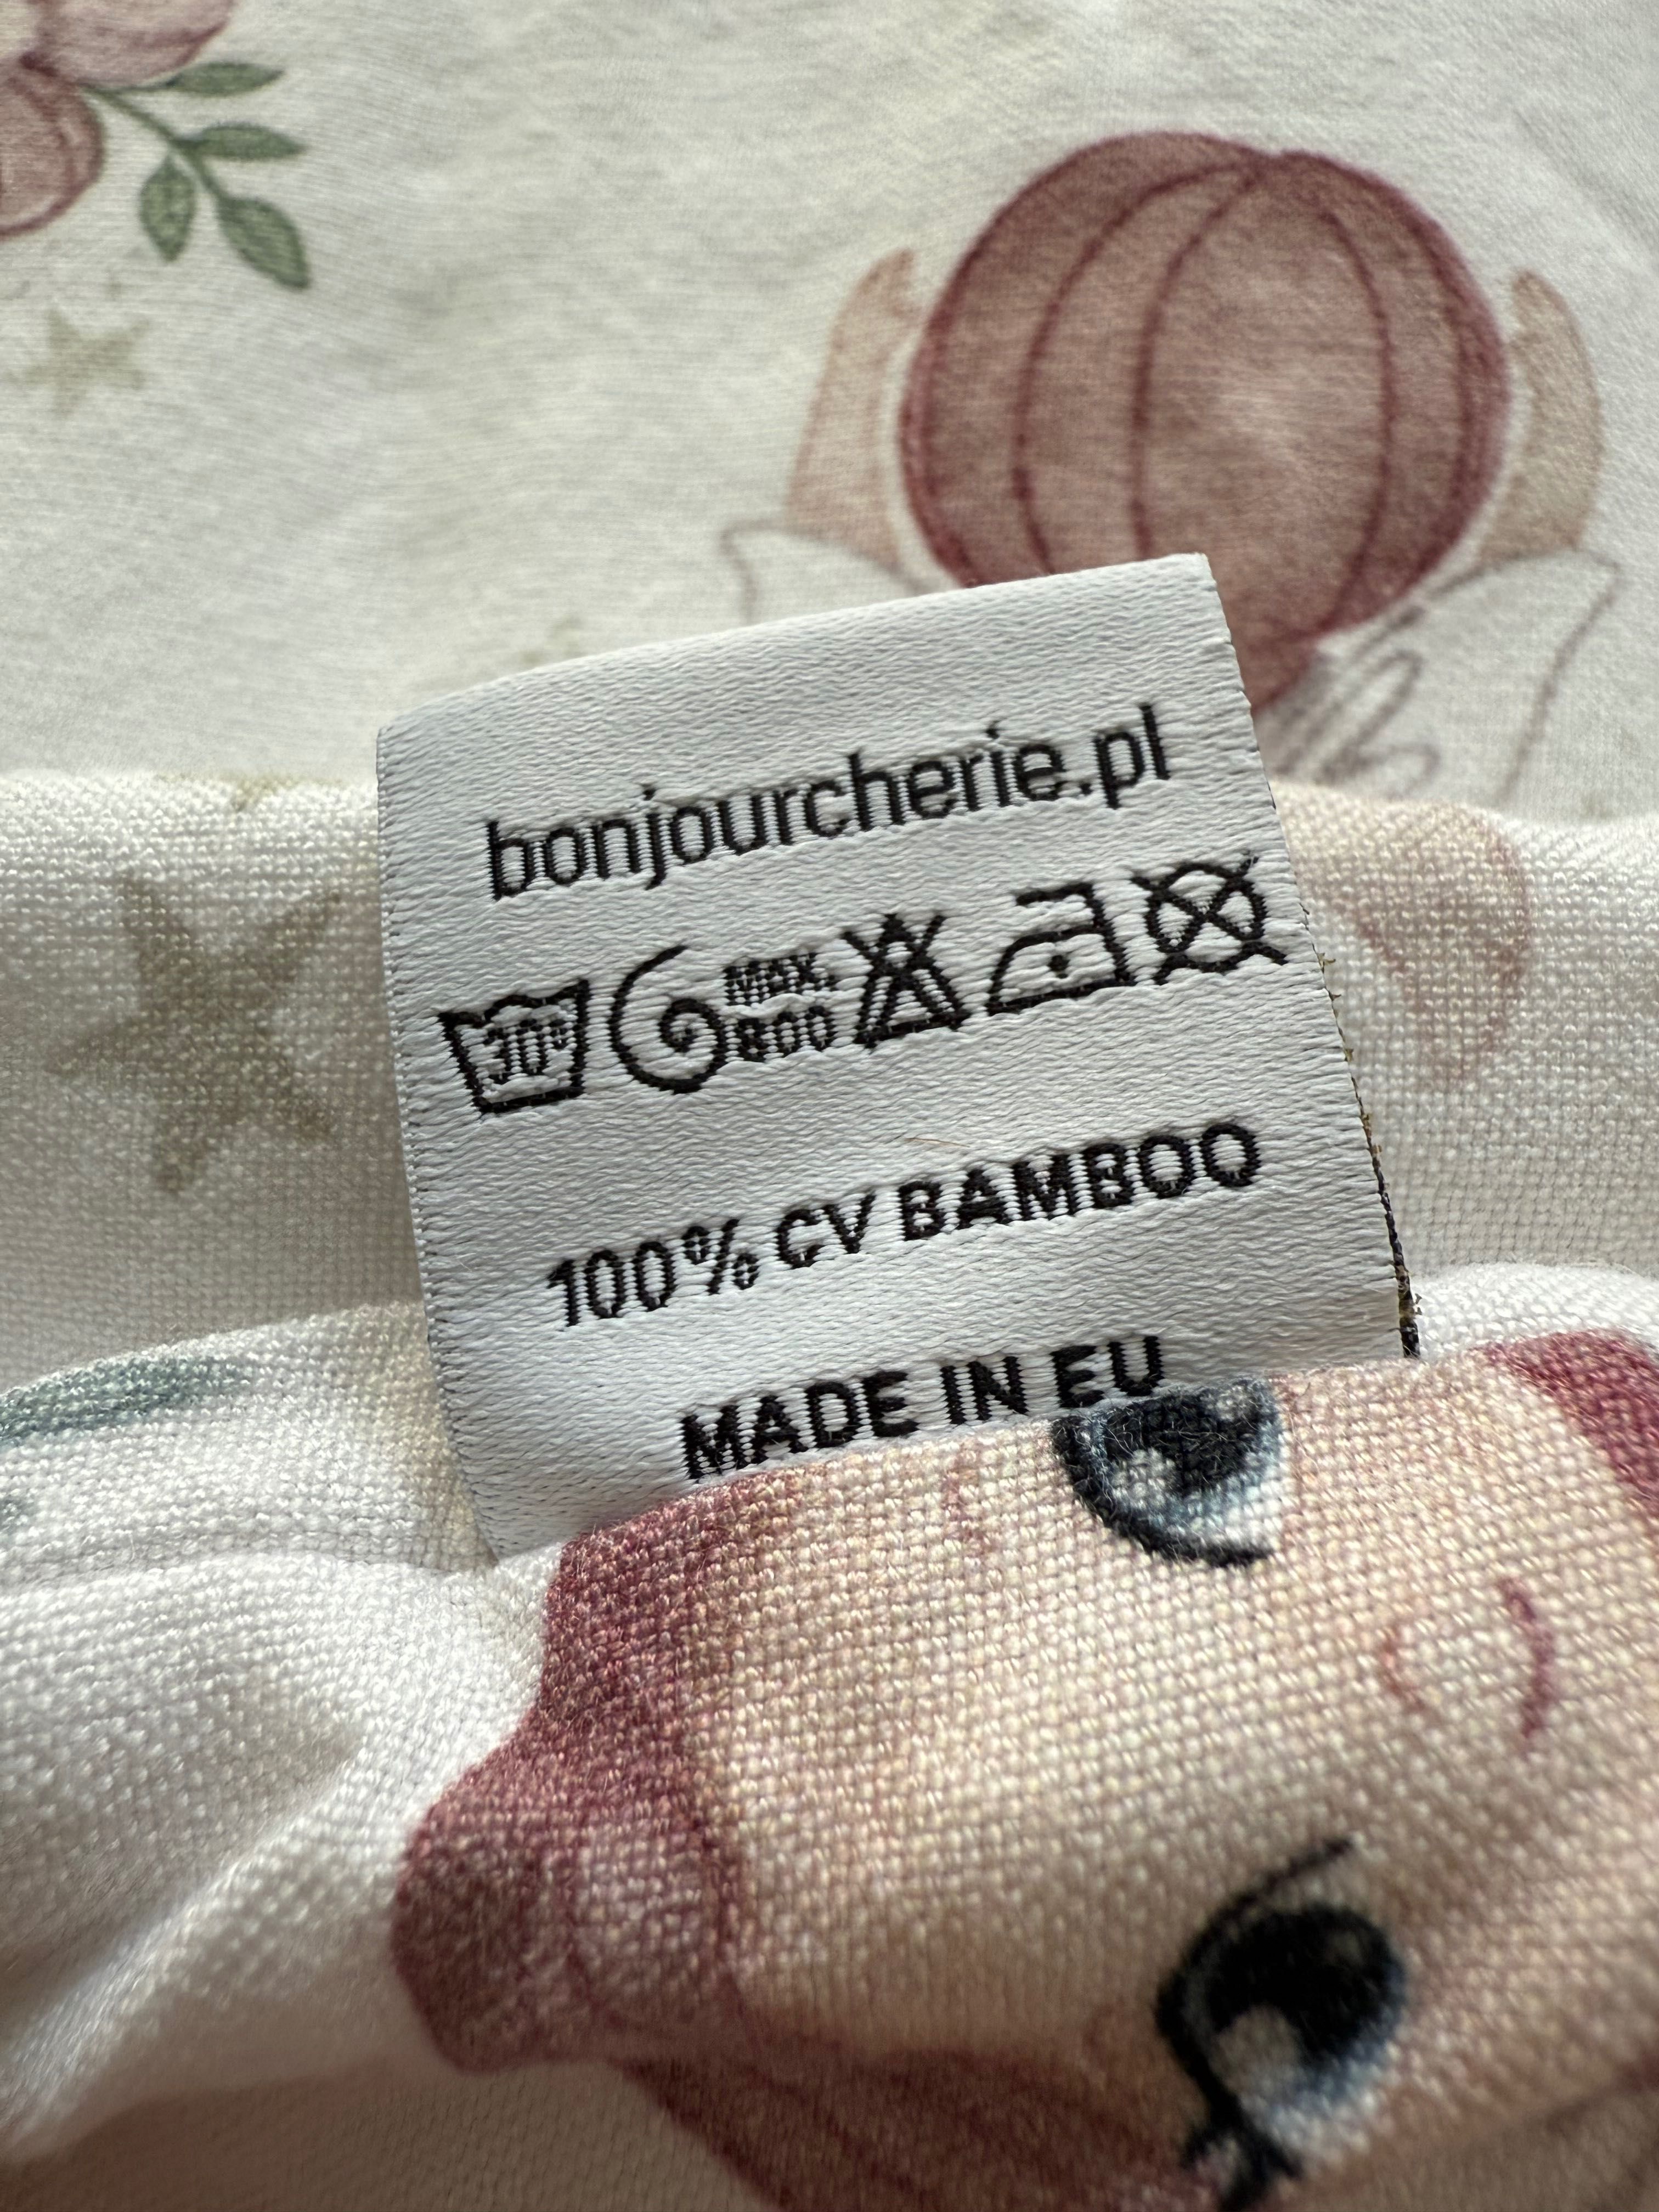 bonjourcherie.pl
30° MAX. 800
100% CV BAMBOO
MADE IN EU